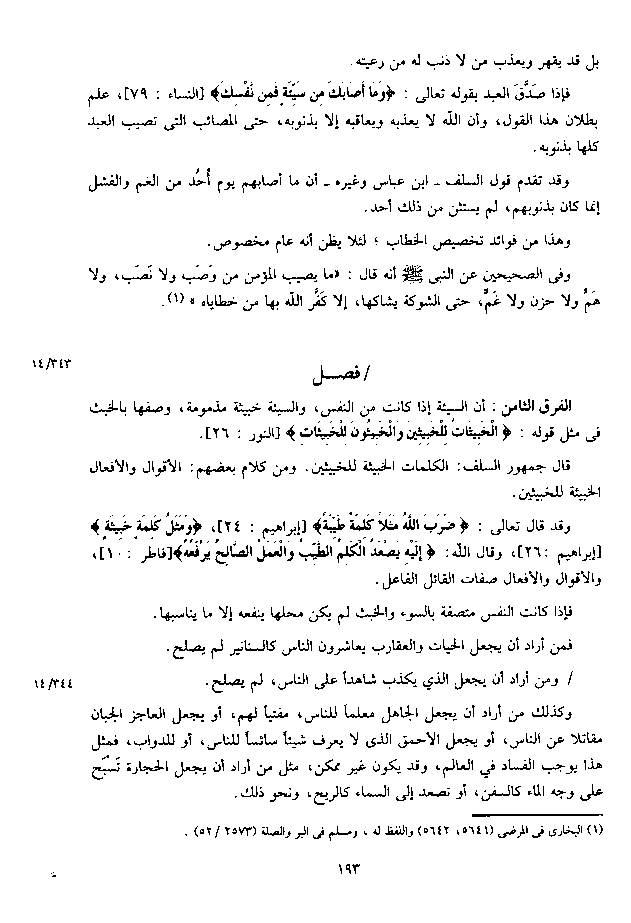 بل قد يقهر ويعذب من لا ذنب له من رعيته.
فإذا صَدَّقَ العبد بقوله تعالى : ﴿وَمَا أَصَابَكَ مِن سَيِّئَةٍ فَمِن نَّفْسِكَ﴾ [النساء : ٧٩]، علم
بطلان هذا القول، وأن الله لا يعذبه ويعاقبه إلا بذنوبه، حتى المصائب التى تصيب العبد
كلها بذنوبه.
وقد تقدم قول السلف ـ ابن عباس وغيره ـ أن ما أصابهم يوم أُحُد من الغم والفشل
إنما كان بذنوبهم، لم يستثن من ذلك أحد.
وهذا من فوائد تخصيص الخطاب ؛ لئلا يظن أنه عام مخصوص.
وفى الصحيحين عن النبى ﷺ أنه قال : «ما يصيب المؤمن من وَصَب ولا نَصَب، ولا
هَمٍّ ولا حزن ولا غَمٍّ، حتى الشوكة يشاكها، إلا كَفَّر الله بها من خطاياه » (١).
١٤/٣٤٣
/ فصـــل
الفرق الثامن : أن السيئة إذا كانت من النفس، والسيئة خبيثة مذمومة، وصفها بالخبث
فى مثل قوله : ﴿ الْخَبِيثَاتُ لِلْخَبِيثِينَ وَالْخَبِيثُونَ لِلْخَبِيثَاتِ ﴾ [النور : ٢٦].
قال جمهور السلف: الكلمات الخبيثة للخبيثين. ومن كلام بعضهم: الأقوال والأفعال
الخبيثة للخبيثين.
وقد قال تعالى : ﴿ ضَرَبَ اللَّهُ مَثَلاً كَلِمَةً طَيِّبَةً﴾ [إبراهيم : ٢٤]، ﴿وَمَثَلُ كَلِمَةٍ خَبِيثَةٍ ﴾
[إبراهيم :٢٦]، وقال الله: ﴿ إِلَيْهِ يَصْعَدُ الْكَلِمُ الطَّيِّبُ وَالْعَمَلُ الصَّالِحُ يَرْفَعُهُ﴾[فاطر : ١٠]،
والأقوال والأفعال صفات القائل الفاعل.
فإذا كانت النفس متصفة بالسوء والخبث لم يكن محلها ينفعه إلا ما يناسبها.
فمن أراد أن يجعل الحيات والعقارب يعاشرون الناس كالسنانير لم يصلح.
١٤/٣٤٤
/ ومن أراد أن يجعل الذي يكذب شاهداً على الناس، لم يصلح.
وكذلك من أراد أن يجعل الجاهل معلماً للناس، مفتياً لهم، أو يجعل العاجز الجبان
مقاتلا عن الناس، أو يجعل الأحمق الذى لا يعرف شيئاً سائساً للناس، أو للدواب، فمثل
هذا يوجب الفساد في العالم، وقد يكون غير ممكن، مثل من أراد أن يجعل الحجارة تَسْبَح
على وجه الماء كالسفن، أو تصعد إلى السماء كالريح، ونحو ذلك.
(١) البخارى فى المرضى (٥٦٤١، ٥٦٤٢) واللفظ له ، ومسلم فى البر والصلة (٢٥٧٣ / ٥٢) .
١٩٣